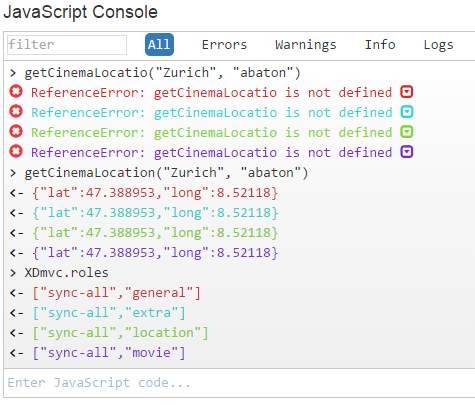 JavaScript Console
filter All Errors Warnings Info Logs
> getCinemaLocatio("Zurich", "abaton")
ReferenceError: getCinemaLocatio is not defined
ReferenceError: getCinemaLocatio is not defined
ReferenceError: getCinemaLocatio is not defined
ReferenceError: getCinemaLocatio is not defined
> getCinemaLocation("Zurich", "abaton")
<- {"lat":47.388953,"long":8.52118}
<- {"lat":47.388953,"long":8.52118}
<- {"lat":47.388953,"long":8.52118}
<- {"lat":47.388953,"long":8.52118}
> XDmvc.roles
<- ["sync-all","general"]
<- ["sync-all","extra"]
<- ["sync-all","location"]
<- ["sync-all","movie"]
Enter JavaScript code...